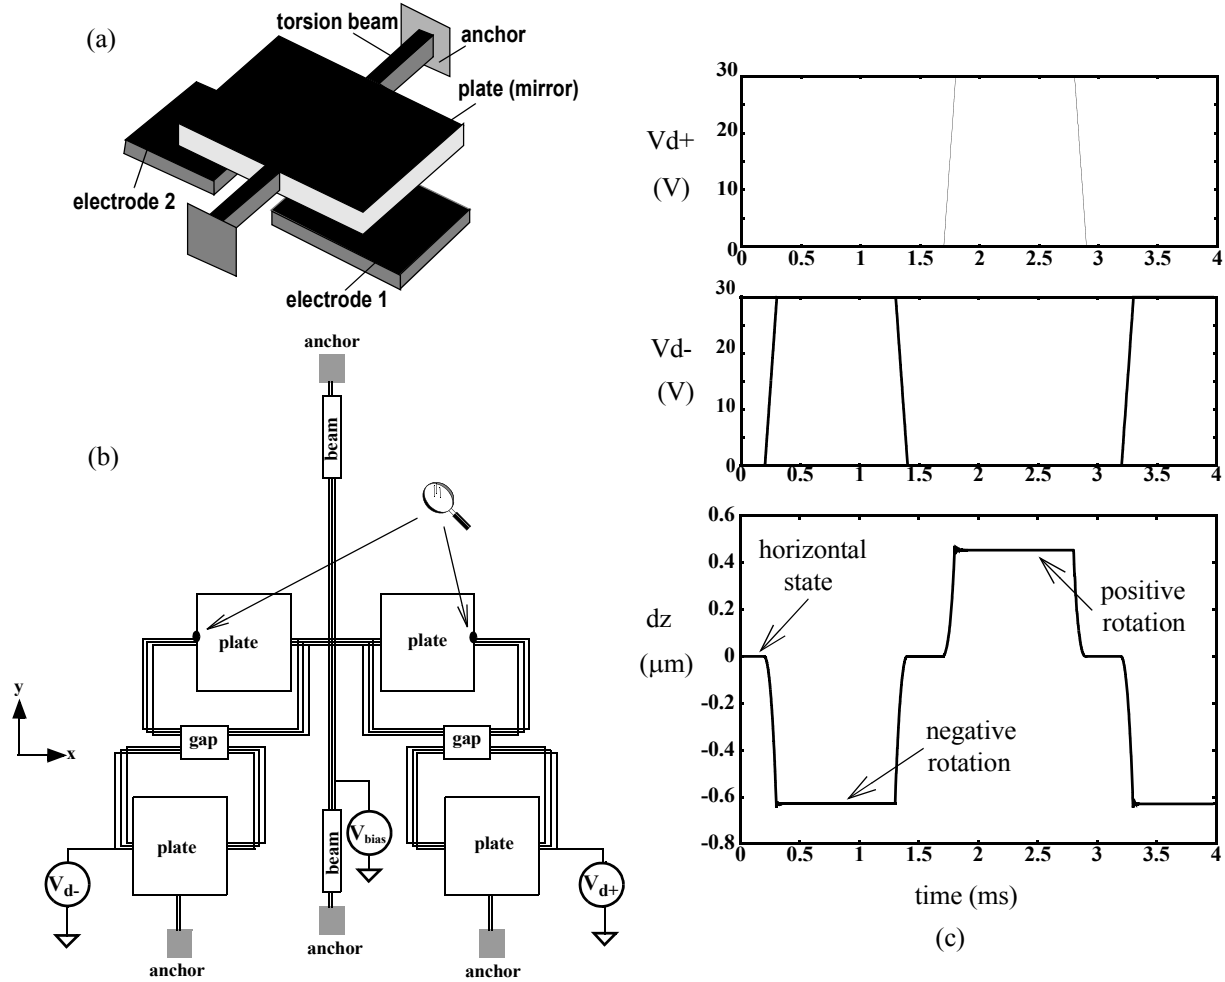 (a)
torsion beam
anchor
plate (mirror)
electrode 2
electrode 1
(b)
anchor
beam
plate
plate
y
x
gap
gap
plate
beam
Vbias
plate
Vd-
Vd+
anchor
anchor
anchor
Vd+
(V)
30
20
10
0
0 0.5 1 1.5 2 2.5 3 3.5 4
Vd-
(V)
30
20
10
0
0 0.5 1 1.5 2 2.5 3 3.5 4
dz
(μm)
0.6
0.4
0.2
0
-0.2
-0.4
-0.6
-0.8
horizontal
state
positive
rotation
negative
rotation
0 0.5 1 1.5 2 2.5 3 3.5 4
time (ms)
(c)